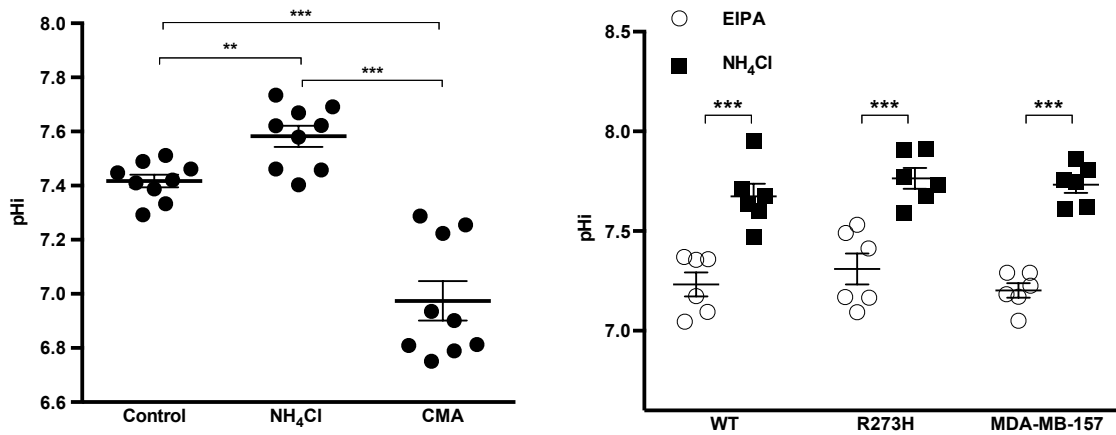 8.0
7.8
7.6
7.4
7.2
7.0
6.8
6.6
pHi
***
**
***
Control
NH4Cl
CMA
EIPA
NH4Cl
8.5
8.0
7.5
7.0
pHi
***
***
***
WT
R273H
MDA-MB-157